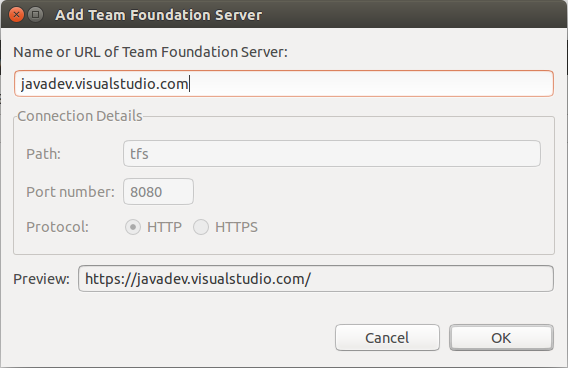 Add Team Foundation Server
Name or URL of Team Foundation Server:
javadev.visualstudio.com
Connection Details
Path: tfs
Port number: 8080
Protocol: HTTP HTTPS
Preview: https://javadev.visualstudio.com/
Cancel OK